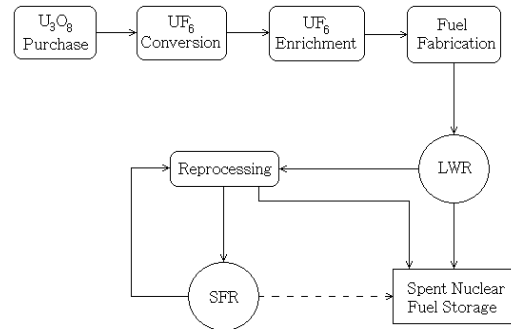 U₃O₈
Purchase
UF₆
Conversion
UF₆
Enrichment
Fuel
Fabrication
Reprocessing
LWR
SFR
Spent Nuclear
Fuel Storage